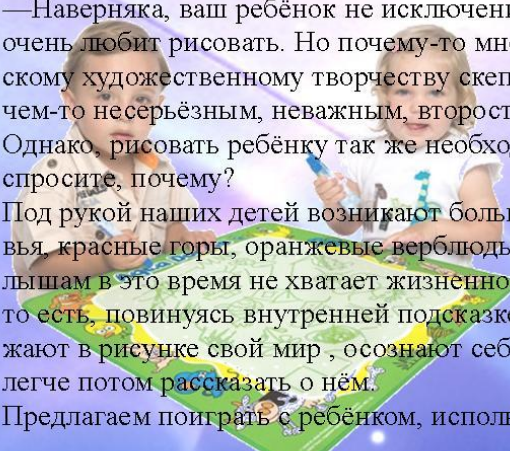 —Наверняка, ваш ребёнок не исключени
очень любит рисовать. Но почему-то мн
скому художественному творчеству скеп
чем-то несерьёзным, неважным, второст
Однако, рисовать ребёнку так же необхо
спросите, почему?
Под рукой наших детей возникают боль
вья, красные горы, оранжевые верблюды
лышам в это время не хватает жизненно
то есть, повинуясь внутренней подсказк
жают в рисунке свой мир , осознают себ
легче потом рассказать о нём.
Предлагаем поиграть с ребёнком, исполь